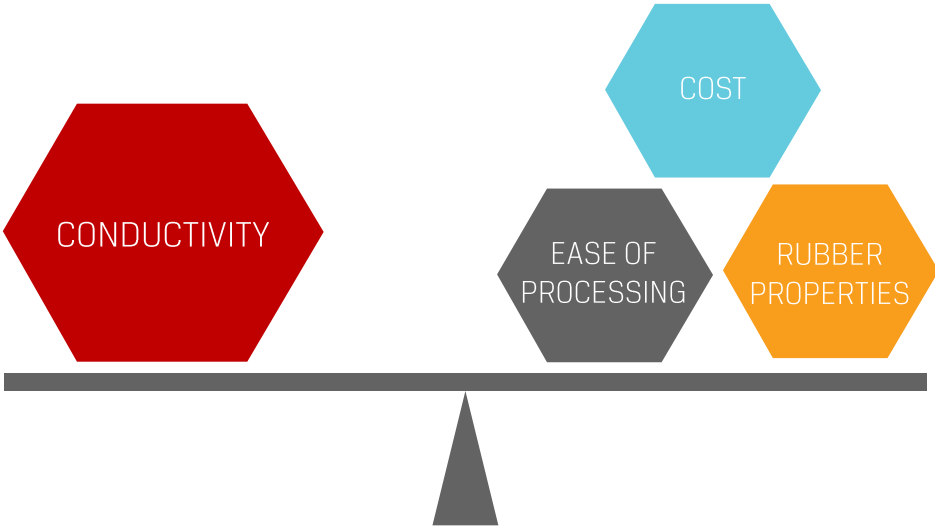 COST
CONDUCTIVITY
EASE OF
PROCESSING
RUBBER
PROPERTIES